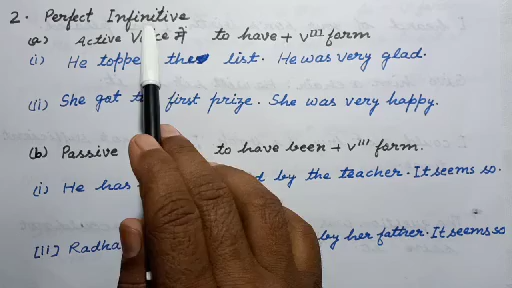 2. Perfect Infinitive
(a) Active Voice to have + vIII form
(i) He topped the list. He was very glad.
(ii) She got first prize. She was very happy.
(b) Passive to have been + vIII form.
(i) He has by the teacher. It seems so.
[ii] Radha by her father. It seems so